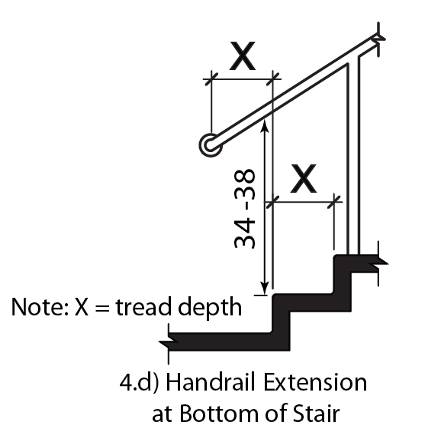 X
X
34 -38
Note: X = tread depth
4.d) Handrail Extension
at Bottom of Stair